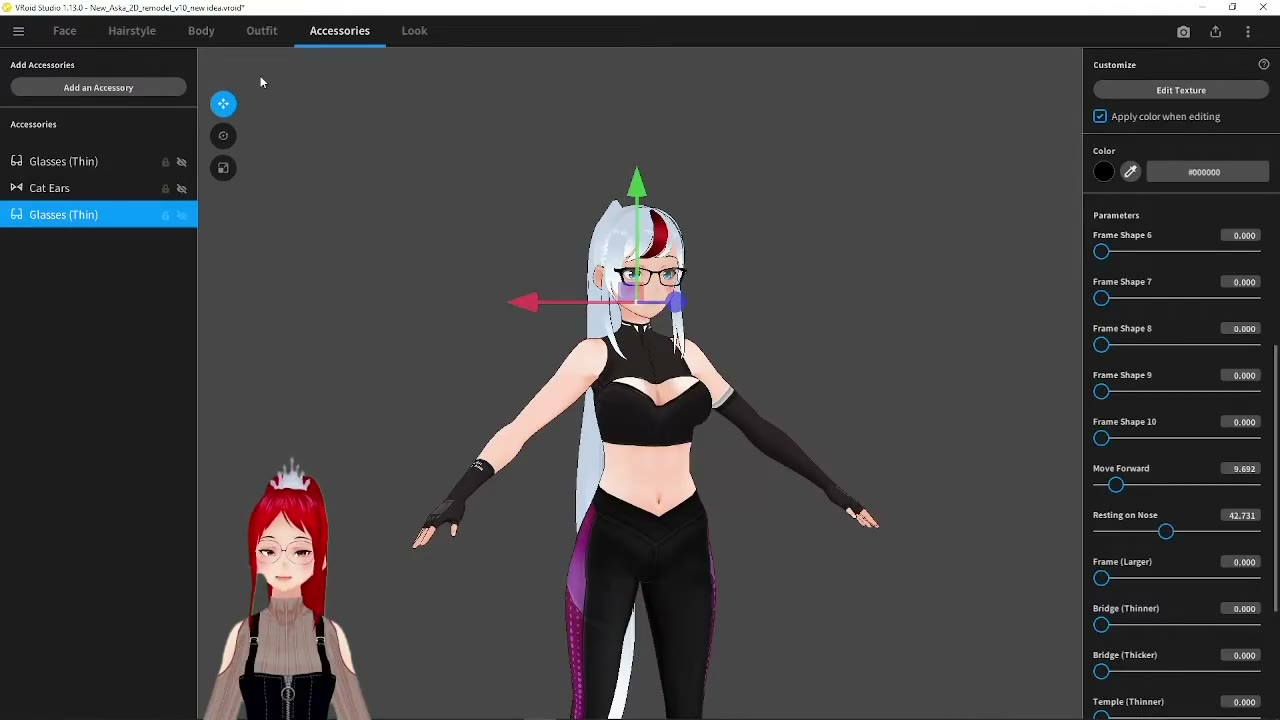 VRoid Studio 1.13.0 - New_Aska_2D_remodel_v10_new idea.vroid*
Face Hairstyle Body Outfit Accessories Look
Add Accessories
Add an Accessory
Accessories
Glasses (Thin)
Cat Ears
Glasses (Thin)
Customize
Edit Texture
Apply color when editing
Color
#000000
Parameters
Frame Shape 6 0.000
Frame Shape 7 0.000
Frame Shape 8 0.000
Frame Shape 9 0.000
Frame Shape 10 0.000
Move Forward 9.692
Resting on Nose 42.731
Frame (Larger) 0.000
Bridge (Thinner) 0.000
Bridge (Thicker) 0.000
Temple (Thinner) 0.000